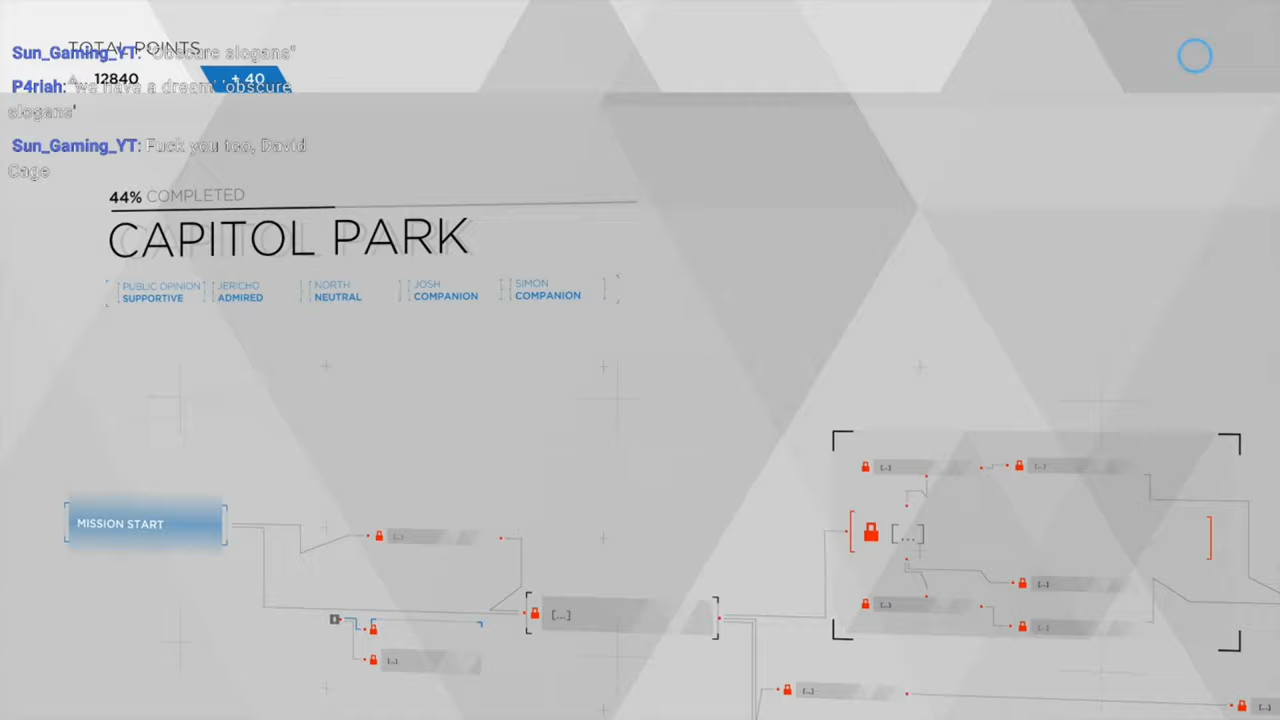 TOTAL POINTS
Sun_Gaming_YT: "Obscure slogans"
12840
+ 40
P4riah: "we have a dream" 'obscure
slogans'
Sun_Gaming_YT: Fuck you too, David
Cage
44% COMPLETED
CAPITOL PARK
PUBLIC OPINION JERICHO NORTH JOSH SIMON
SUPPORTIVE ADMIRED NEUTRAL COMPANION COMPANION
[...] [...]
MISSION START
[...] [...]
[...]
[...] [...]
[...]
[...]
[...] [...]